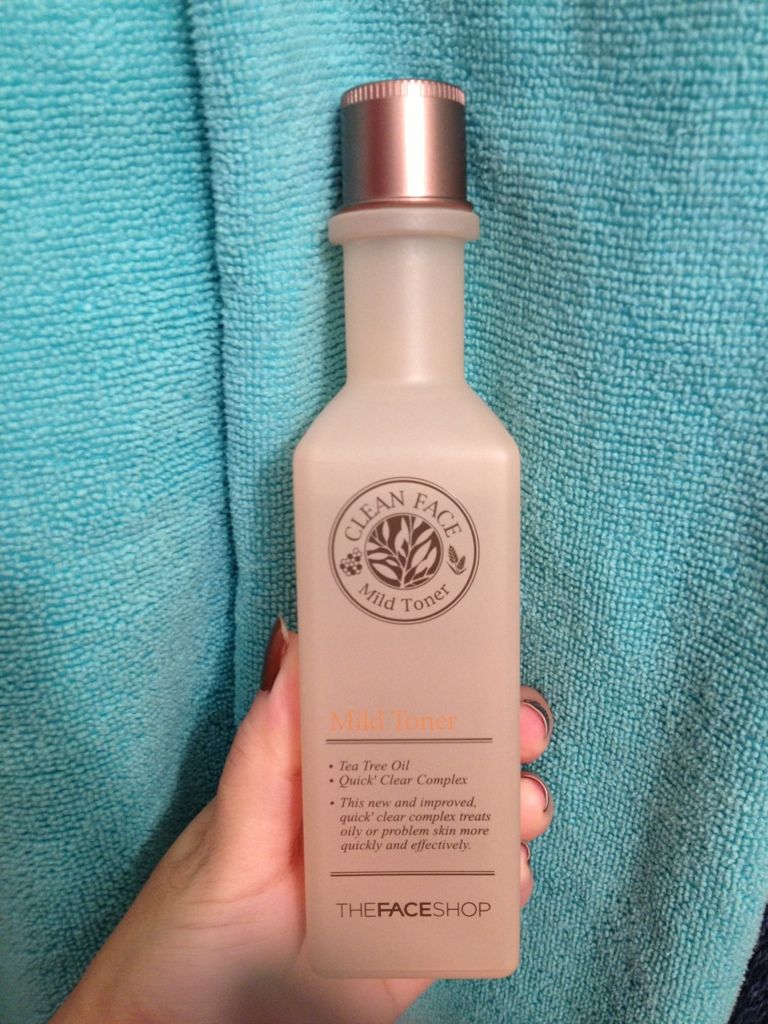 CLEAN FACE
Mild Toner
Mild Toner
• Tea Tree Oil
• Quick' Clear Complex
• This new and improved,
quick' clear complex treats
oily or problem skin more
quickly and effectively.
THEFACESHOP